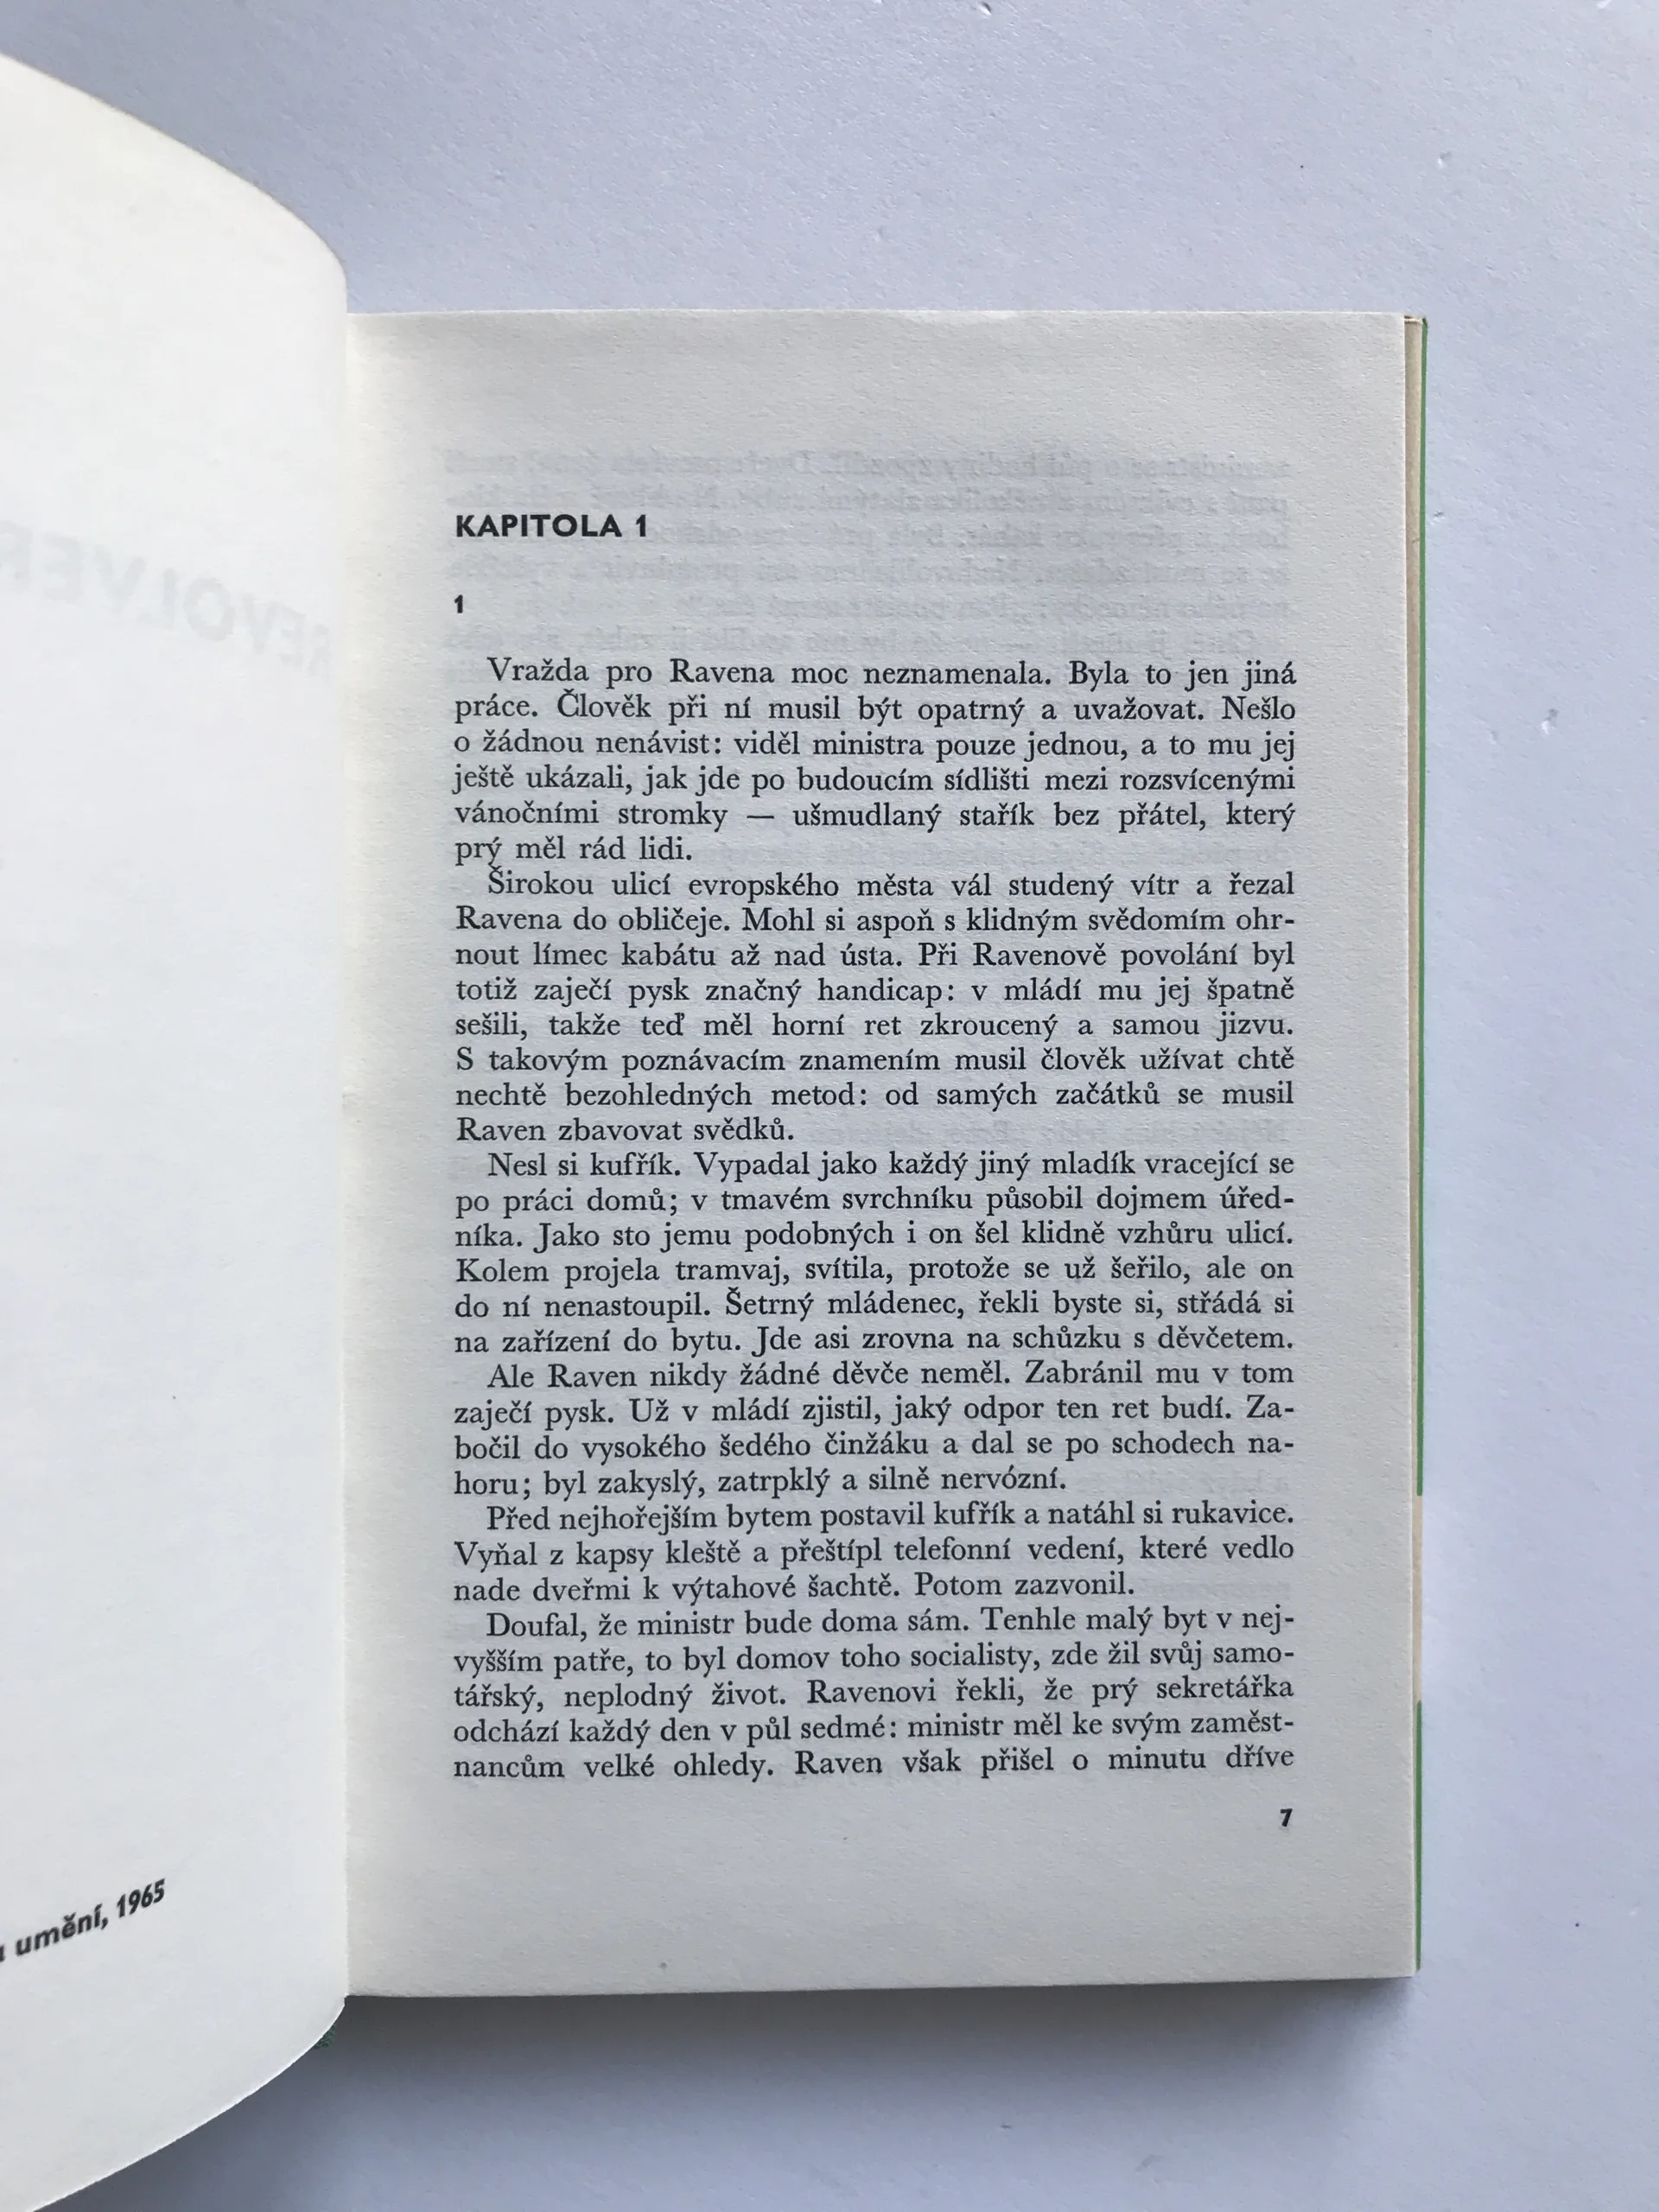 REVOLVER
umění, 1965
KAPITOLA 1
1
Vražda pro Ravena moc neznamenala. Byla to jen jiná
práce. Člověk při ní musil být opatrný a uvažovat. Nešlo
o žádnou nenávist: viděl ministra pouze jednou, a to mu jej
ještě ukázali, jak jde po budoucím sídlišti mezi rozsvícenými
vánočními stromky — ušmudlaný stařík bez přátel, který
prý měl rád lidi.
Širokou ulicí evropského města vál studený vítr a řezal
Ravena do obličeje. Mohl si aspoň s klidným svědomím ohr-
nout límec kabátu až nad ústa. Při Ravenově povolání byl
totiž zaječí pysk značný handicap: v mládí mu jej špatně
sešili, takže teď měl horní ret zkroucený a samou jizvu.
S takovým poznávacím znamením musil člověk užívat chtě
nechtě bezohledných metod: od samých začátků se musil
Raven zbavovat svědků.
Nesl si kufřík. Vypadal jako každý jiný mladík vracející se
po práci domů; v tmavém svrchníku působil dojmem úřed-
níka. Jako sto jemu podobných i on šel klidně vzhůru ulicí.
Kolem projela tramvaj, svítila, protože se už šeřilo, ale on
do ní nenastoupil. Šetrný mládenec, řekli byste si, střádá si
na zařízení do bytu. Jde asi zrovna na schůzku s děvčetem.
Ale Raven nikdy žádné děvče neměl. Zabránil mu v tom
zaječí pysk. Už v mládí zjistil, jaký odpor ten ret budí. Za-
bočil do vysokého šedého činžáku a dal se po schodech na-
horu; byl zakyslý, zatrpklý a silně nervózní.
Před nejhořejším bytem postavil kufřík a natáhl si rukavice.
Vyňal z kapsy kleště a přeštípl telefonní vedení, které vedlo
nade dveřmi k výtahové šachtě. Potom zazvonil.
Doufal, že ministr bude doma sám. Tenhle malý byt v nej-
vyšším patře, to byl domov toho socialisty, zde žil svůj samo-
tářský, neplodný život. Ravenovi řekli, že prý sekretářka
odchází každý den v půl sedmé: ministr měl ke svým zaměst-
nancům velké ohledy. Raven však přišel o minutu dříve
7